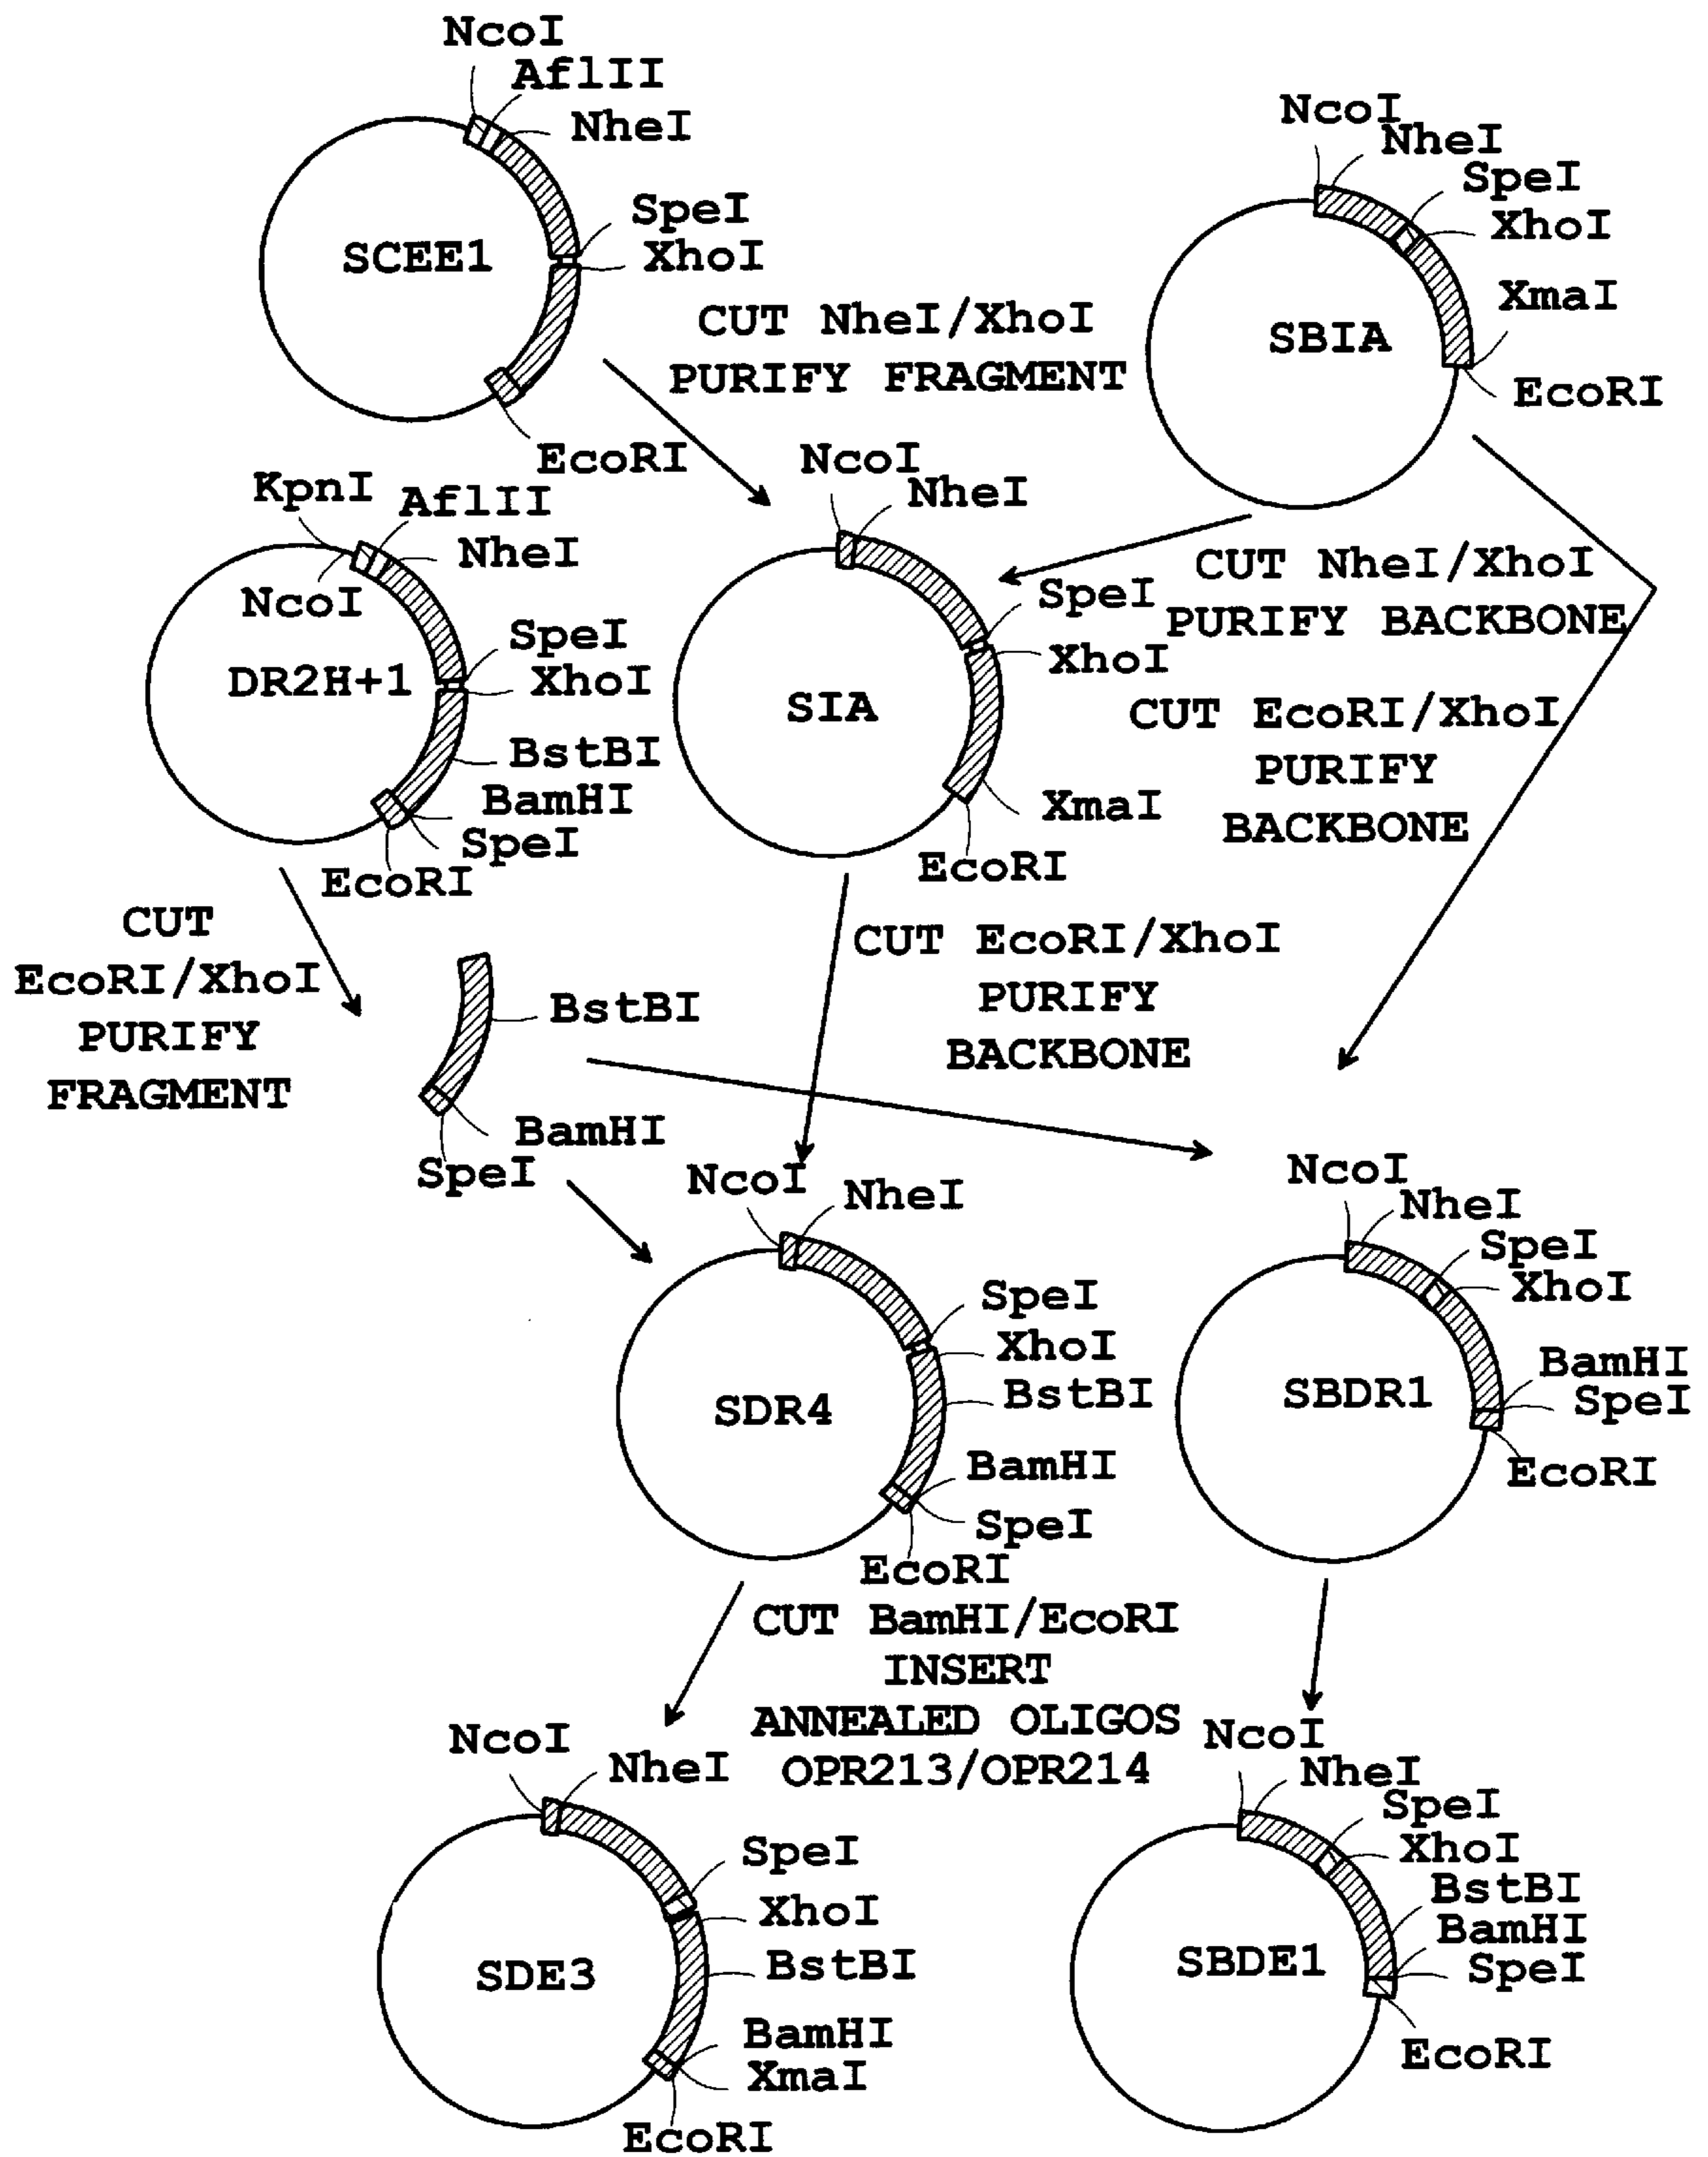 NcoI
AflII
NheI
SpeI
XhoI
SCEE1
EcoRI
NcoI
NheI
SpeI
XhoI
XmaI
SBIA
EcoRI
CUT NheI/XhoI
PURIFY FRAGMENT
KpnI
AflII
NheI
NcoI
SpeI
XhoI
DR2H+1
BstBI
BamHI
SpeI
EcoRI
NcoI
NheI
SpeI
XhoI
SIA
XmaI
EcoRI
CUT NheI/XhoI
PURIFY BACKBONE
CUT EcoRI/XhoI
PURIFY
BACKBONE
CUT
EcoRI/XhoI
PURIFY
FRAGMENT
BstBI
BamHI
SpeI
CUT EcoRI/XhoI
PURIFY
BACKBONE
NcoI
NheI
SpeI
XhoI
BstBI
SDR4
BamHI
SpeI
EcoRI
NcoI
NheI
SpeI
XhoI
BamHI
SpeI
SBDR1
EcoRI
CUT BamHI/EcoRI
INSERT
ANNEALED OLIGOS
OPR213/OPR214
NcoI
NheI
SpeI
XhoI
BstBI
SDE3
BamHI
XmaI
EcoRI
NcoI
NheI
SpeI
XhoI
BstBI
BamHI
SpeI
SBDE1
EcoRI